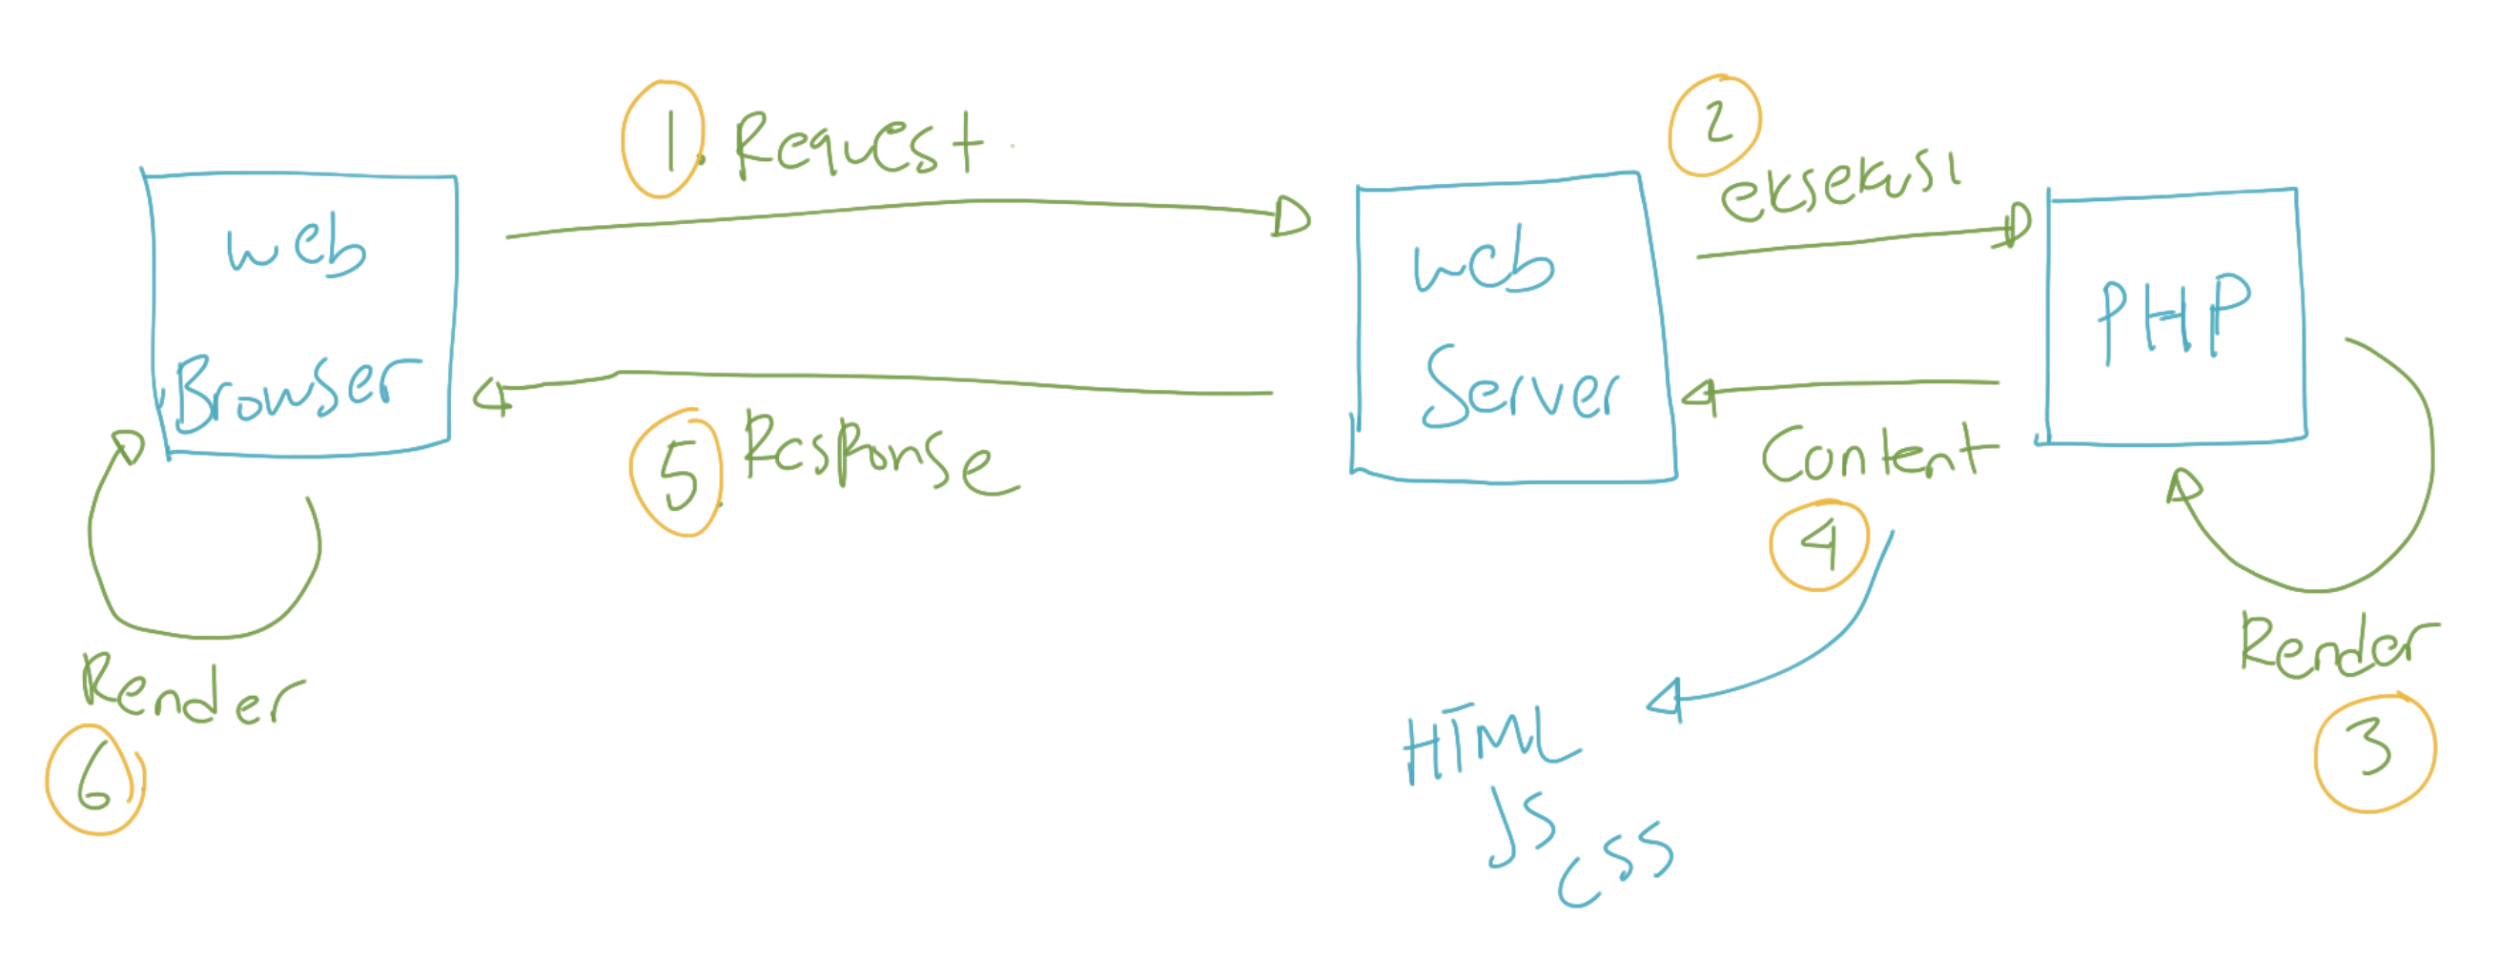 1. Request
2
eksekusi
Web
Browser
Web
Server
PHP
5. Response
Content
4
Render
6
HTML
JS
CSS
Render
3